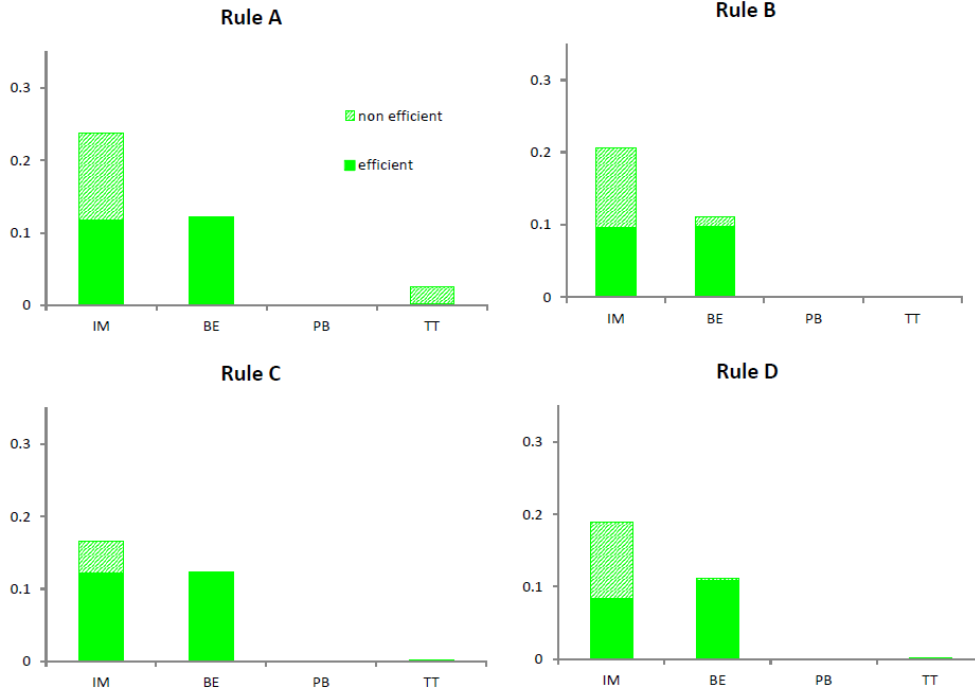 Rule A
0.3
0.2
0.1
0
non efficient
efficient
IM BE PB TT
Rule B
0.3
0.2
0.1
0
IM BE PB TT
Rule C
0.3
0.2
0.1
0
IM BE PB TT
Rule D
0.3
0.2
0.1
0
IM BE PB TT